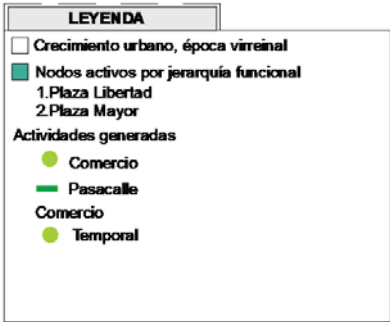 LEYENDA
Crecimiento urbano, época virreinal
Nodos activos por jerarquía funcional
1.Plaza Libertad
2.Plaza Mayor
Actividades generadas
Comercio
Pasacalle
Comercio
Temporal